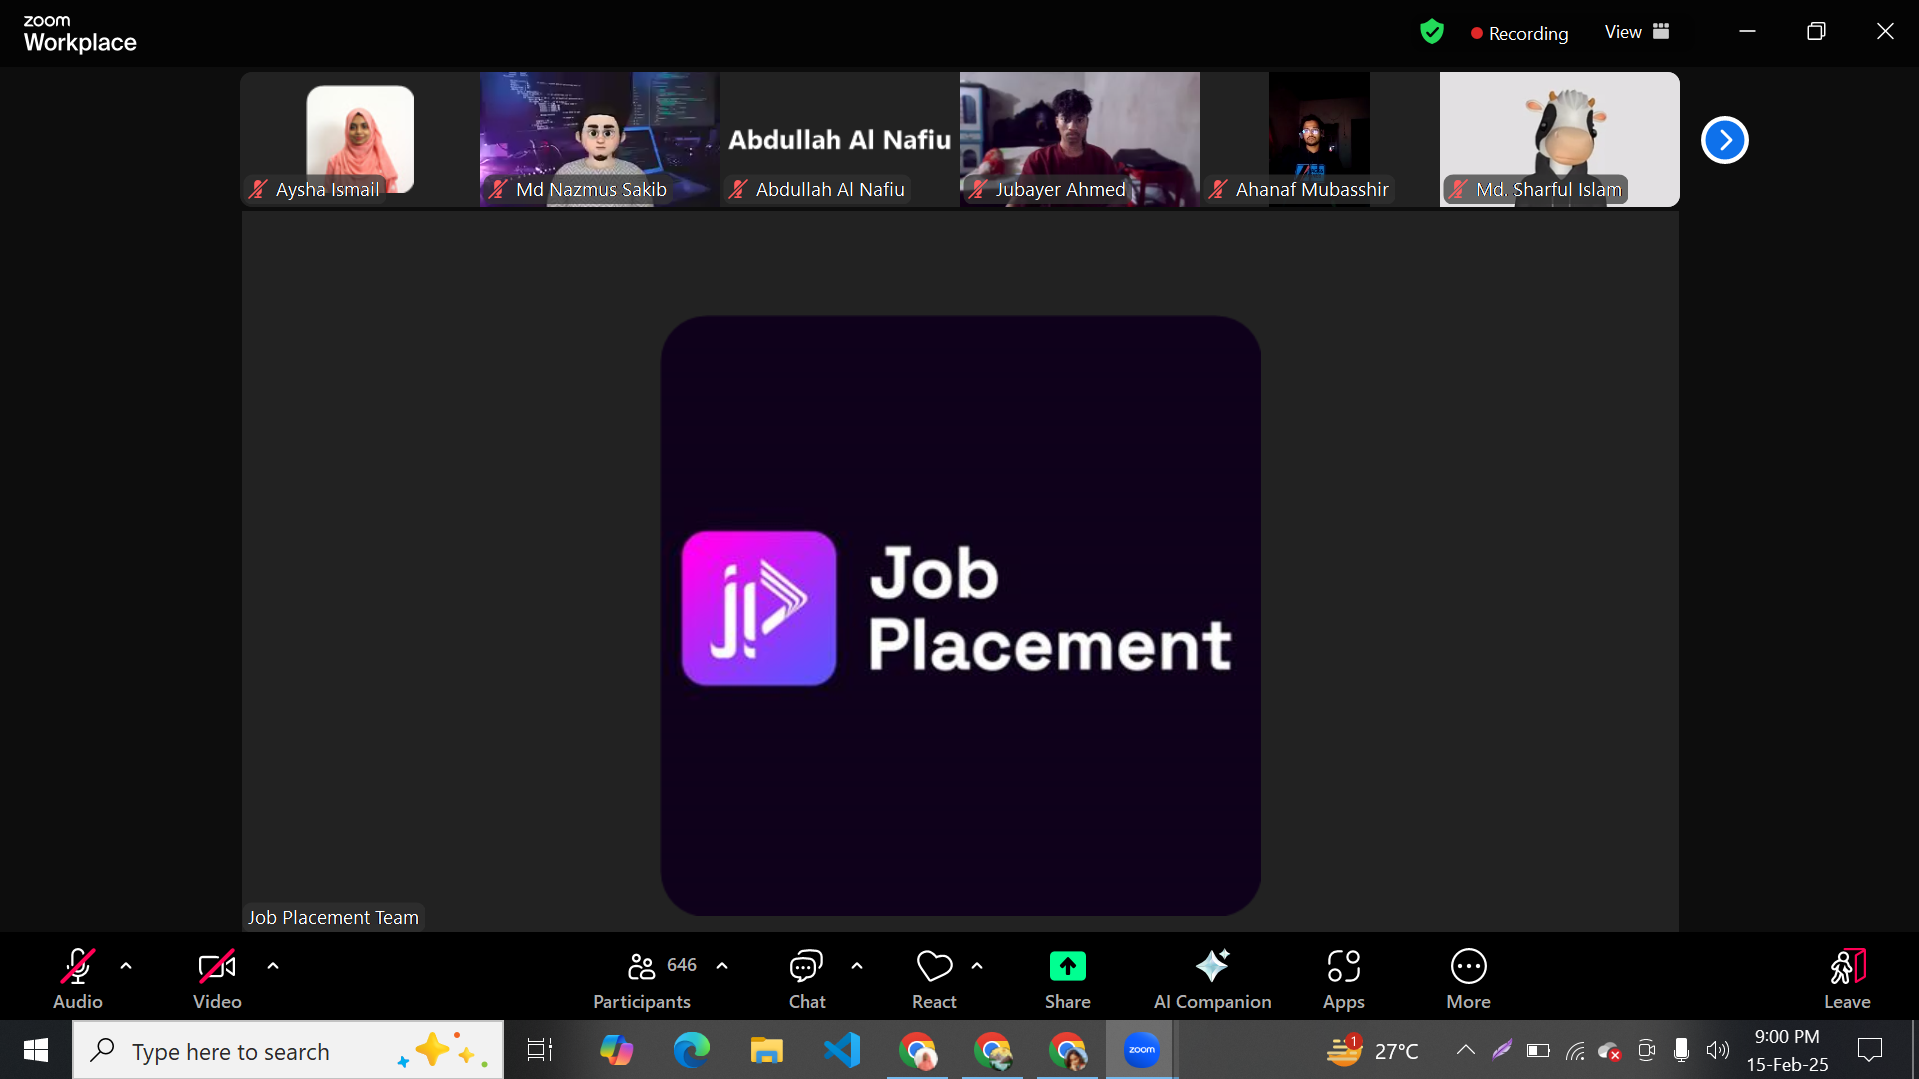 zoom
Workplace
Recording
View
Abdullah Al Nafiu
Aysha Ismail
Md Nazmus Sakib
Abdullah Al Nafiu
Jubayer Ahmed
Ahanaf Mubasshir
Md. Sharful Islam
Job
Placement
Job Placement Team
646
Audio
Video
Participants
Chat
React
Share
AI Companion
Apps
More
Leave
Type here to search
zoom
1
27°C
9:00 PM
15-Feb-25